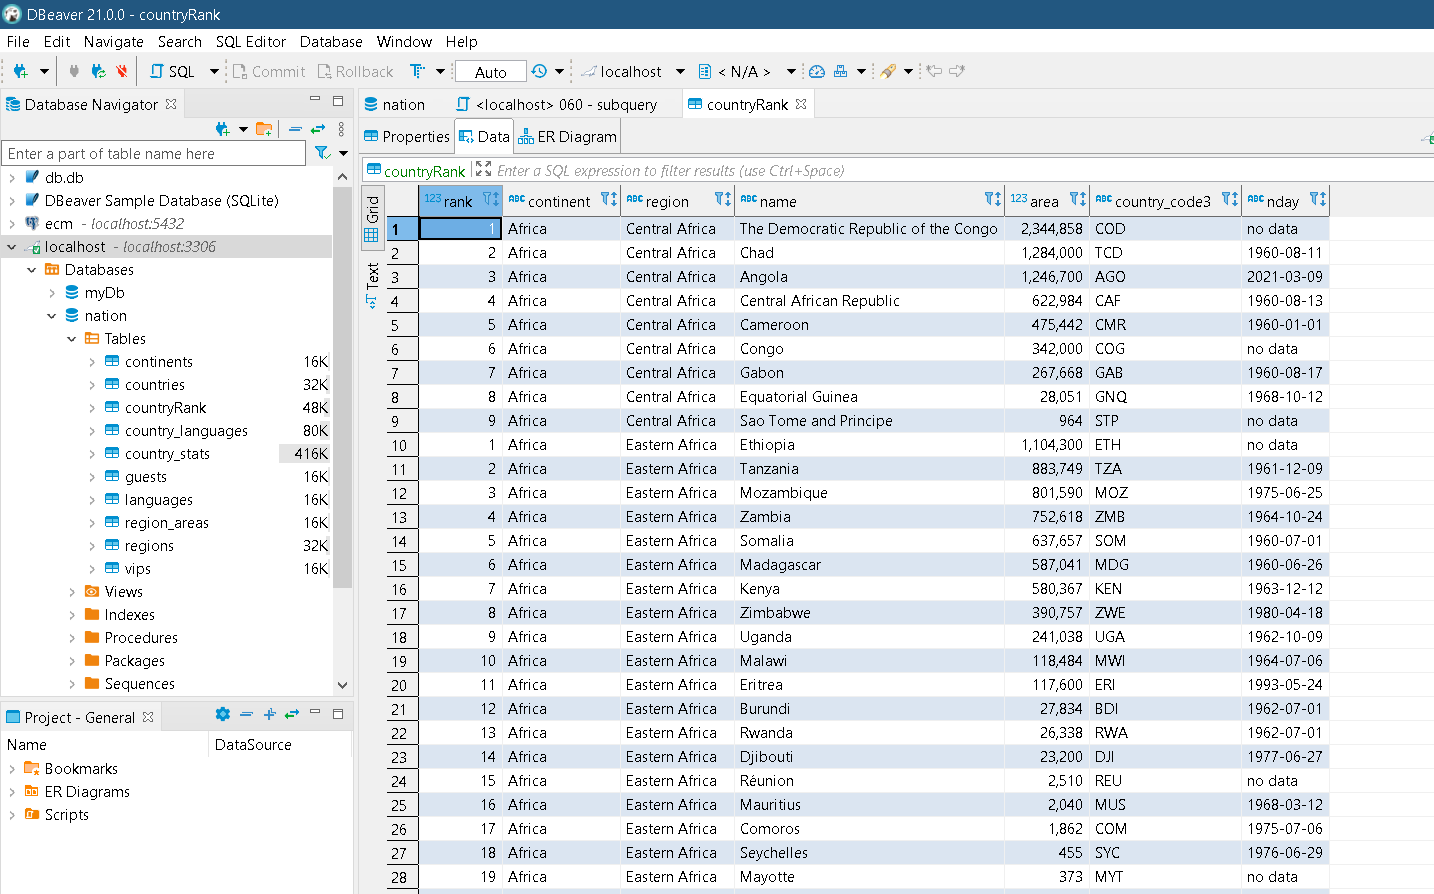 DBeaver 21.0.0 - countryRank
File Edit Navigate Search SQL Editor Database Window Help
SQL Commit Rollback Auto localhost < N/A >
Database Navigator
Enter a part of table name here
db.db
DBeaver Sample Database (SQLite)
ecm - localhost:5432
localhost - localhost:3306
Databases
myDb
nation
Tables
continents 16K
countries 32K
countryRank 48K
country_languages 80K
country_stats 416K
guests 16K
languages 16K
region_areas 16K
regions 32K
vips 16K
Views
Indexes
Procedures
Packages
Sequences
Project - General
Name DataSource
Bookmarks
ER Diagrams
Scripts
nation <localhost> 060 - subquery countryRank
Properties Data ER Diagram
countryRank Enter a SQL expression to filter results (use Ctrl+Space)
Grid
Text
123 rank ABC continent ABC region ABC name 123 area ABC country_code3 ABC nday
1 1 Africa Central Africa The Democratic Republic of the Congo 2,344,858 COD no data
2 2 Africa Central Africa Chad 1,284,000 TCD 1960-08-11
3 3 Africa Central Africa Angola 1,246,700 AGO 2021-03-09
4 4 Africa Central Africa Central African Republic 622,984 CAF 1960-08-13
5 5 Africa Central Africa Cameroon 475,442 CMR 1960-01-01
6 6 Africa Central Africa Congo 342,000 COG no data
7 7 Africa Central Africa Gabon 267,668 GAB 1960-08-17
8 8 Africa Central Africa Equatorial Guinea 28,051 GNQ 1968-10-12
9 9 Africa Central Africa Sao Tome and Principe 964 STP no data
10 1 Africa Eastern Africa Ethiopia 1,104,300 ETH no data
11 2 Africa Eastern Africa Tanzania 883,749 TZA 1961-12-09
12 3 Africa Eastern Africa Mozambique 801,590 MOZ 1975-06-25
13 4 Africa Eastern Africa Zambia 752,618 ZMB 1964-10-24
14 5 Africa Eastern Africa Somalia 637,657 SOM 1960-07-01
15 6 Africa Eastern Africa Madagascar 587,041 MDG 1960-06-26
16 7 Africa Eastern Africa Kenya 580,367 KEN 1963-12-12
17 8 Africa Eastern Africa Zimbabwe 390,757 ZWE 1980-04-18
18 9 Africa Eastern Africa Uganda 241,038 UGA 1962-10-09
19 10 Africa Eastern Africa Malawi 118,484 MWI 1964-07-06
20 11 Africa Eastern Africa Eritrea 117,600 ERI 1993-05-24
21 12 Africa Eastern Africa Burundi 27,834 BDI 1962-07-01
22 13 Africa Eastern Africa Rwanda 26,338 RWA 1962-07-01
23 14 Africa Eastern Africa Djibouti 23,200 DJI 1977-06-27
24 15 Africa Eastern Africa Réunion 2,510 REU no data
25 16 Africa Eastern Africa Mauritius 2,040 MUS 1968-03-12
26 17 Africa Eastern Africa Comoros 1,862 COM 1975-07-06
27 18 Africa Eastern Africa Seychelles 455 SYC 1976-06-29
28 19 Africa Eastern Africa Mayotte 373 MYT no data